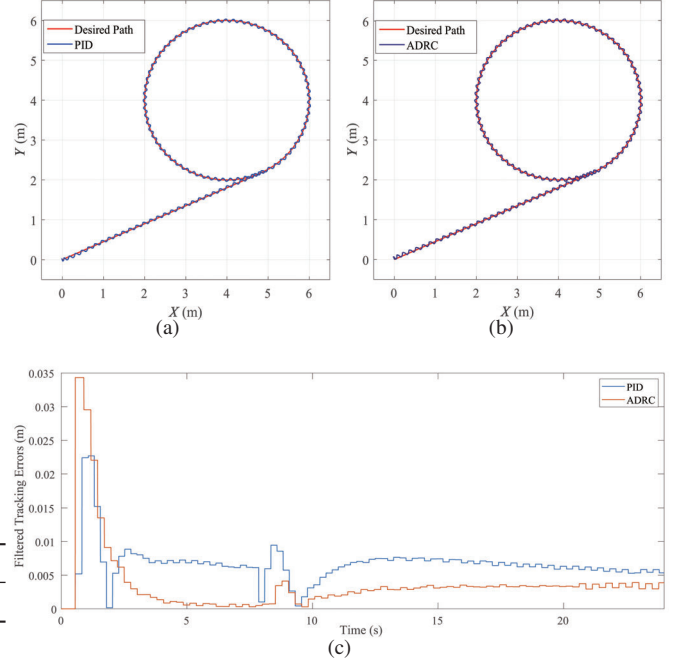 6
5
4
3
2
1
0
Y (m)
Desired Path
PID
0 1 2 3 4 5 6
X (m)
(a)
6
5
4
3
2
1
0
Y (m)
Desired Path
ADRC
0 1 2 3 4 5 6
X (m)
(b)
0.035
0.03
0.025
0.02
0.015
0.01
0.005
0
Filtered Tracking Errors (m)
PID
ADRC
0 5 10 15 20
Time (s)
(c)